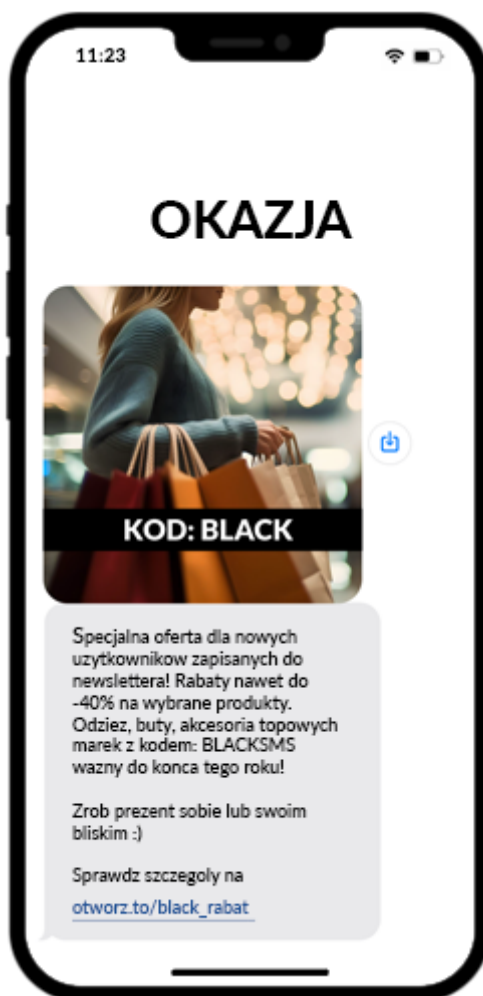 11:23
OKAZJA
KOD: BLACK
Specjalna oferta dla nowych
uzytkownikow zapisanych do
newslettera! Rabaty nawet do
-40% na wybrane produkty.
Odziez, buty, akcesoria topowych
marek z kodem: BLACKSMS
wazny do konca tego roku!
Zrob prezent sobie lub swoim
bliskim :)
Sprawdz szczegoly na
otworz.to/black_rabat